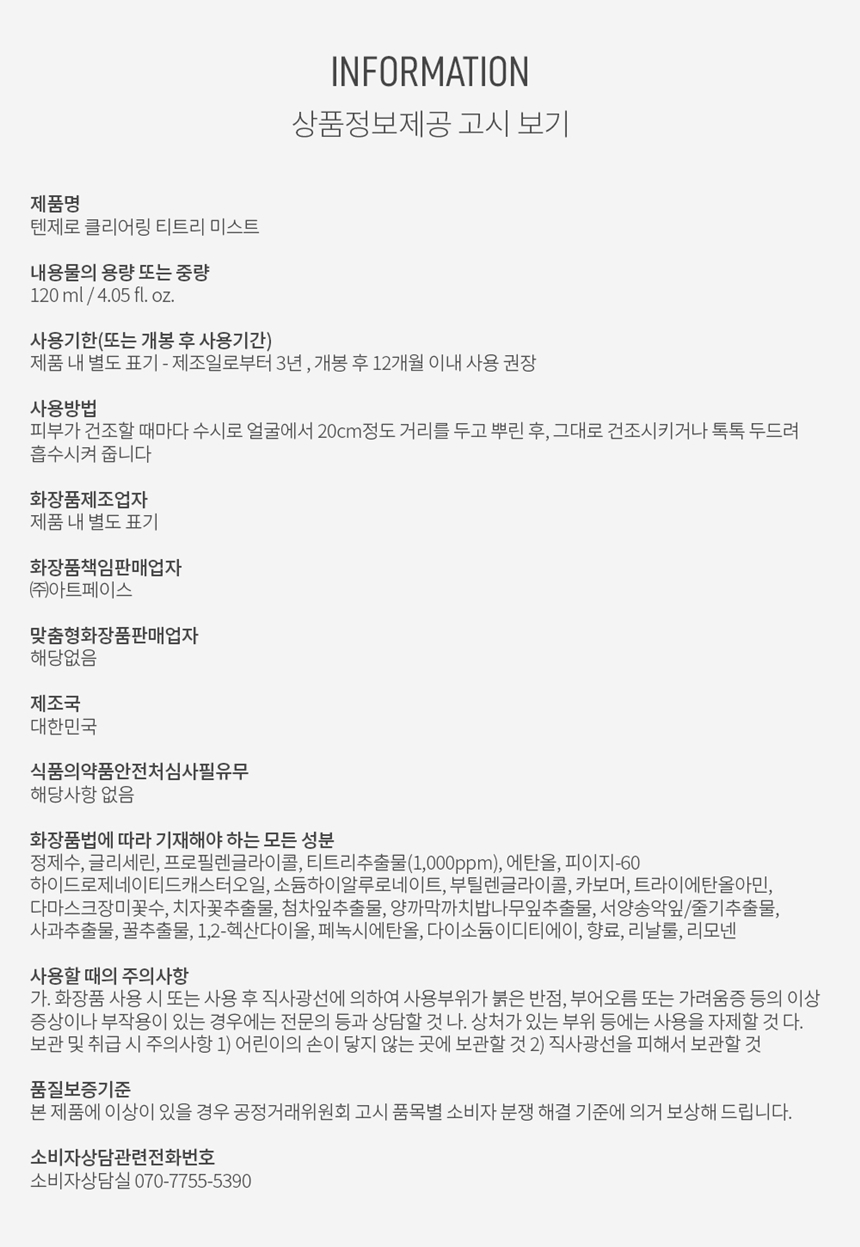 INFORMATION
상품정보제공 고시 보기
제품명
텐제로 클리어링 티트리 미스트
내용물의 용량 또는 중량
120 ml / 4.05 fl. oz.
사용기한(또는 개봉 후 사용기간)
제품 내 별도 표기 - 제조일로부터 3년 , 개봉 후 12개월 이내 사용 권장
사용방법
피부가 건조할 때마다 수시로 얼굴에서 20cm정도 거리를 두고 뿌린 후, 그대로 건조시키거나 톡톡 두드려
흡수시켜 줍니다
화장품제조업자
제품 내 별도 표기
화장품책임판매업자
㈜아트페이스
맞춤형화장품판매업자
해당없음
제조국
대한민국
식품의약품안전처심사필유무
해당사항 없음
화장품법에 따라 기재해야 하는 모든 성분
정제수, 글리세린, 프로필렌글라이콜, 티트리추출물(1,000ppm), 에탄올, 피이지-60
하이드로제네이티드캐스터오일, 소듐하이알루로네이트, 부틸렌글라이콜, 카보머, 트라이에탄올아민,
다마스크장미꽃수, 치자꽃추출물, 첨차잎추출물, 양까막까치밥나무잎추출물, 서양송악잎/줄기추출물,
사과추출물, 꿀추출물, 1,2-헥산다이올, 페녹시에탄올, 다이소듐이디티에이, 향료, 리날룰, 리모넨
사용할 때의 주의사항
가. 화장품 사용 시 또는 사용 후 직사광선에 의하여 사용부위가 붉은 반점, 부어오름 또는 가려움증 등의 이상
증상이나 부작용이 있는 경우에는 전문의 등과 상담할 것 나. 상처가 있는 부위 등에는 사용을 자제할 것 다.
보관 및 취급 시 주의사항 1) 어린이의 손이 닿지 않는 곳에 보관할 것 2) 직사광선을 피해서 보관할 것
품질보증기준
본 제품에 이상이 있을 경우 공정거래위원회 고시 품목별 소비자 분쟁 해결 기준에 의거 보상해 드립니다.
소비자상담관련전화번호
소비자상담실 070-7755-5390